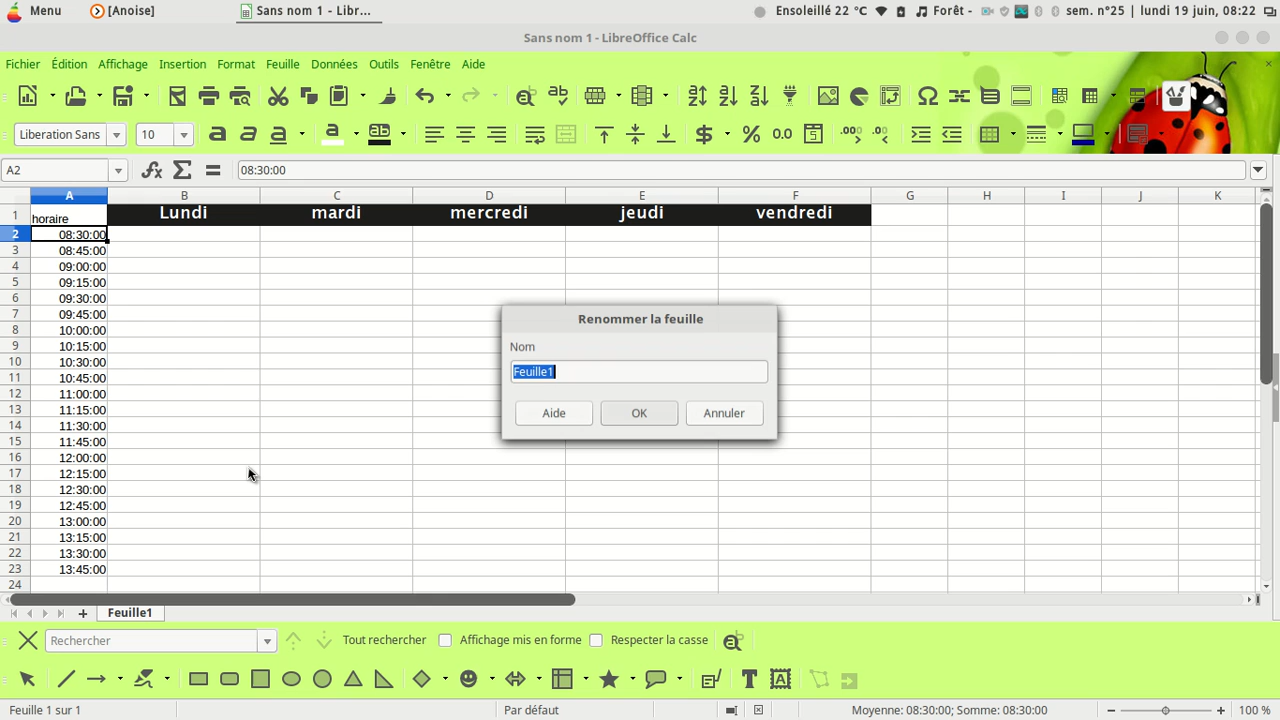 Menu [Anoise] Sans nom 1 - Libr... Ensoleillé 22 °C Forêt - sem. n°25 | lundi 19 juin, 08:22
Sans nom 1 - LibreOffice Calc
Fichier Édition Affichage Insertion Format Feuille Données Outils Fenêtre Aide
Liberation Sans 10
A2 08:30:00
A B C D E F G H I J K
1 horaire Lundi mardi mercredi jeudi vendredi
2 08:30:00
3 08:45:00
4 09:00:00
5 09:15:00
6 09:30:00
7 09:45:00
8 10:00:00
9 10:15:00
10 10:30:00
11 10:45:00
12 11:00:00
13 11:15:00
14 11:30:00
15 11:45:00
16 12:00:00
17 12:15:00
18 12:30:00
19 12:45:00
20 13:00:00
21 13:15:00
22 13:30:00
23 13:45:00
24
Renommer la feuille
Nom
Feuille1
Aide OK Annuler
Feuille1
Rechercher Tout rechercher Affichage mis en forme Respecter la casse
Feuille 1 sur 1 Par défaut Moyenne: 08:30:00; Somme: 08:30:00 100 %